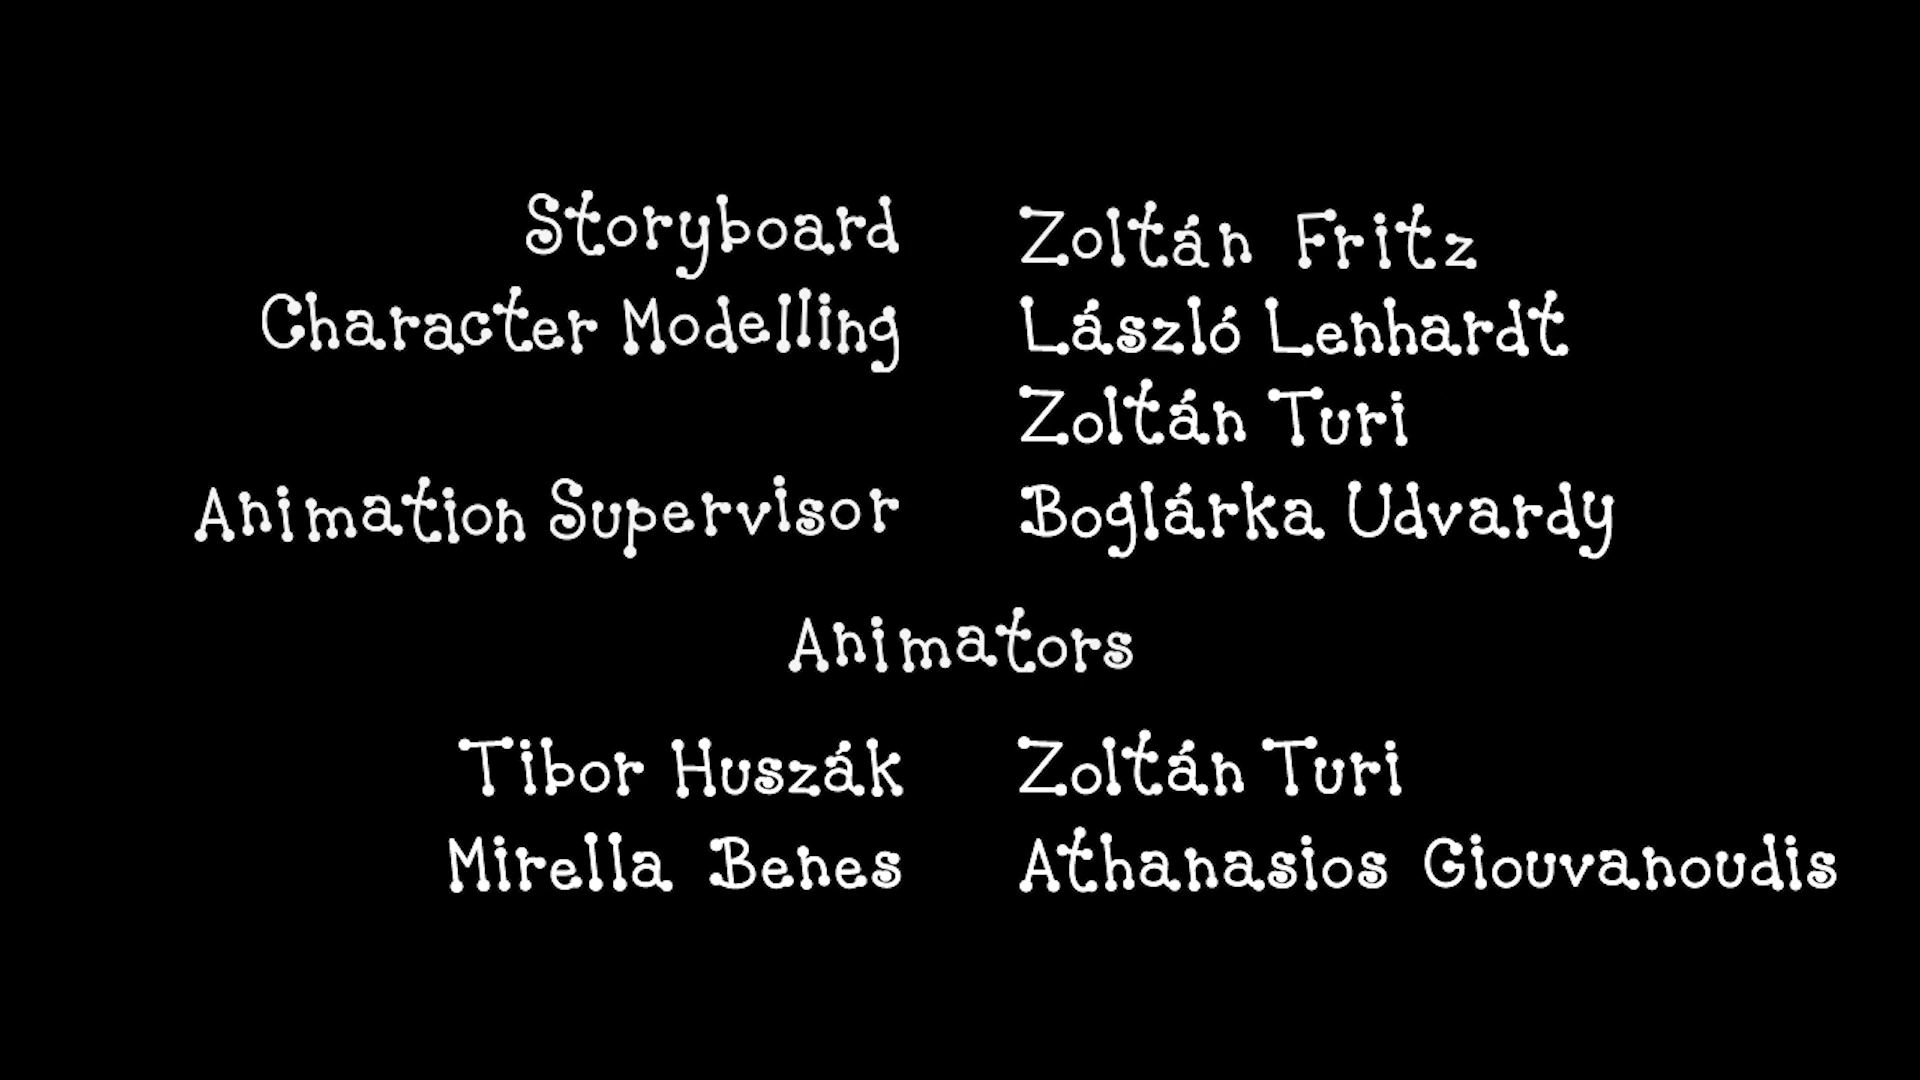 Storyboard Zoltán Fritz
Character Modelling László Lenhardt
Zoltán Turi
Animation Supervisor Boglárka Udvardy
Animators
Tibor Huszák Zoltán Turi
Mirella Benes Athanasios Giouvanoudis